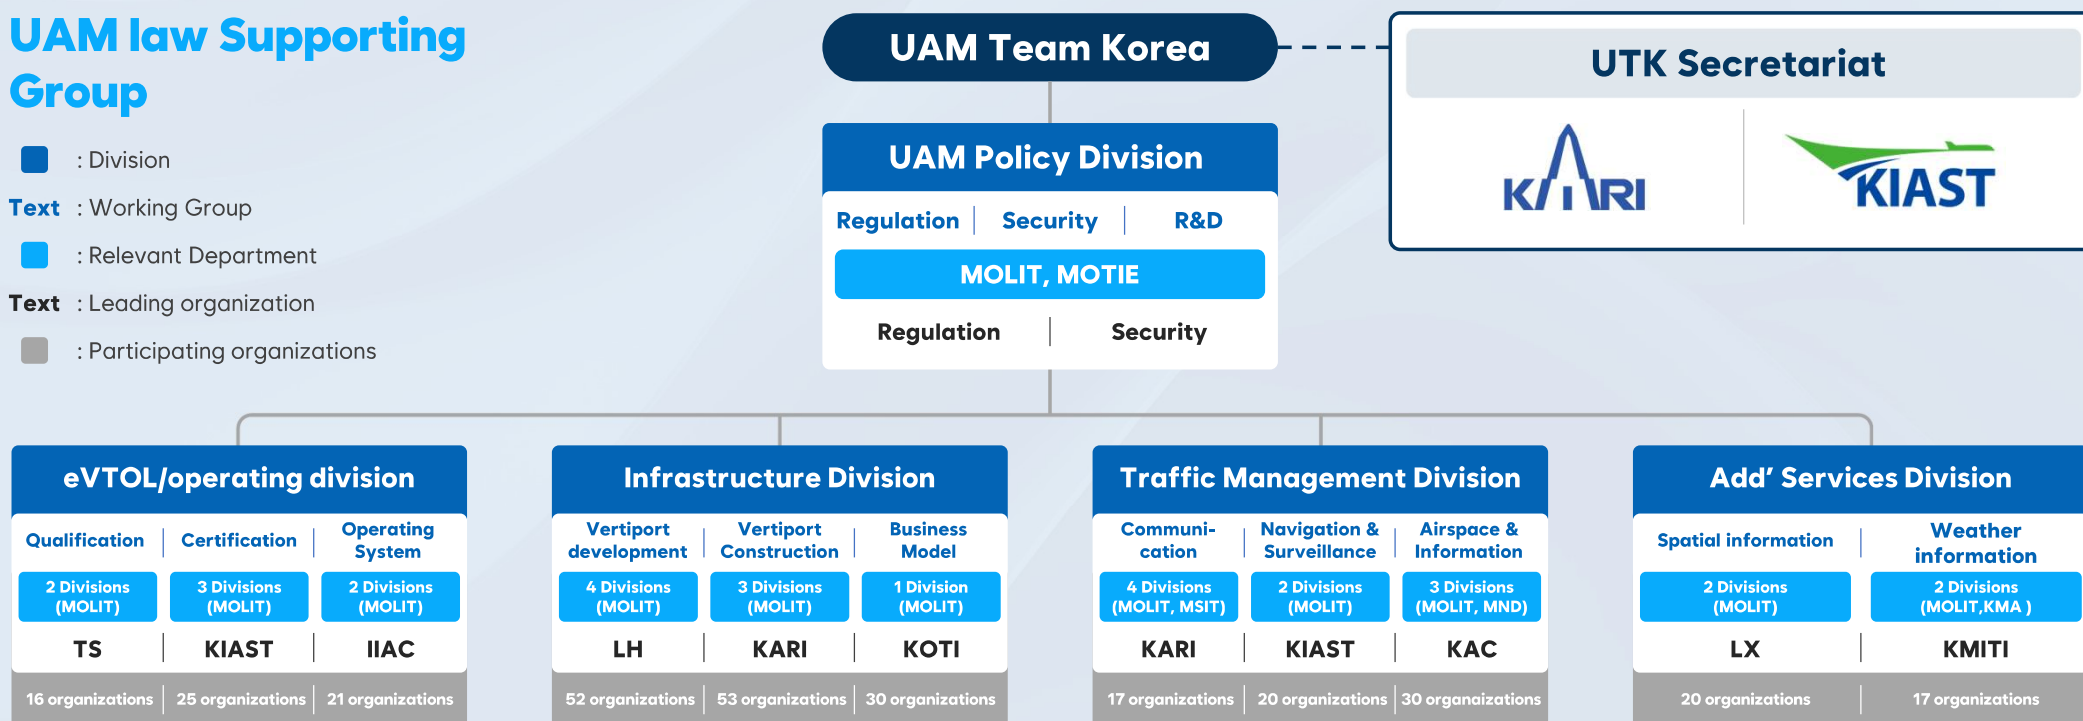 UAM law Supporting
Group
: Division
Text : Working Group
: Relevant Department
Text : Leading organization
: Participating organizations
UAM Team Korea
UTK Secretariat
KARI
KIAST
UAM Policy Division
Regulation Security R&D
MOLIT, MOTIE
Regulation Security
eVTOL/operating division
Qualification Certification Operating
System
2 Divisions
(MOLIT)
3 Divisions
(MOLIT)
2 Divisions
(MOLIT)
TS KIAST IIAC
16 organizations 25 organizations 21 organizations
Infrastructure Division
Vertiport
development
Vertiport
Construction
Business
Model
4 Divisions
(MOLIT)
3 Divisions
(MOLIT)
1 Division
(MOLIT)
LH KARI KOTI
52 organizations 53 organizations 30 organizations
Traffic Management Division
Communi-
cation
Navigation &
Surveillance
Airspace &
Information
4 Divisions
(MOLIT, MSIT)
2 Divisions
(MOLIT)
3 Divisions
(MOLIT, MND)
KARI KIAST KAC
17 organizations 20 organizations 30 organaizations
Add’ Services Division
Spatial information
Weather
information
2 Divisions
(MOLIT)
2 Divisions
(MOLIT,KMA )
LX KMITI
20 organizations 17 organizations